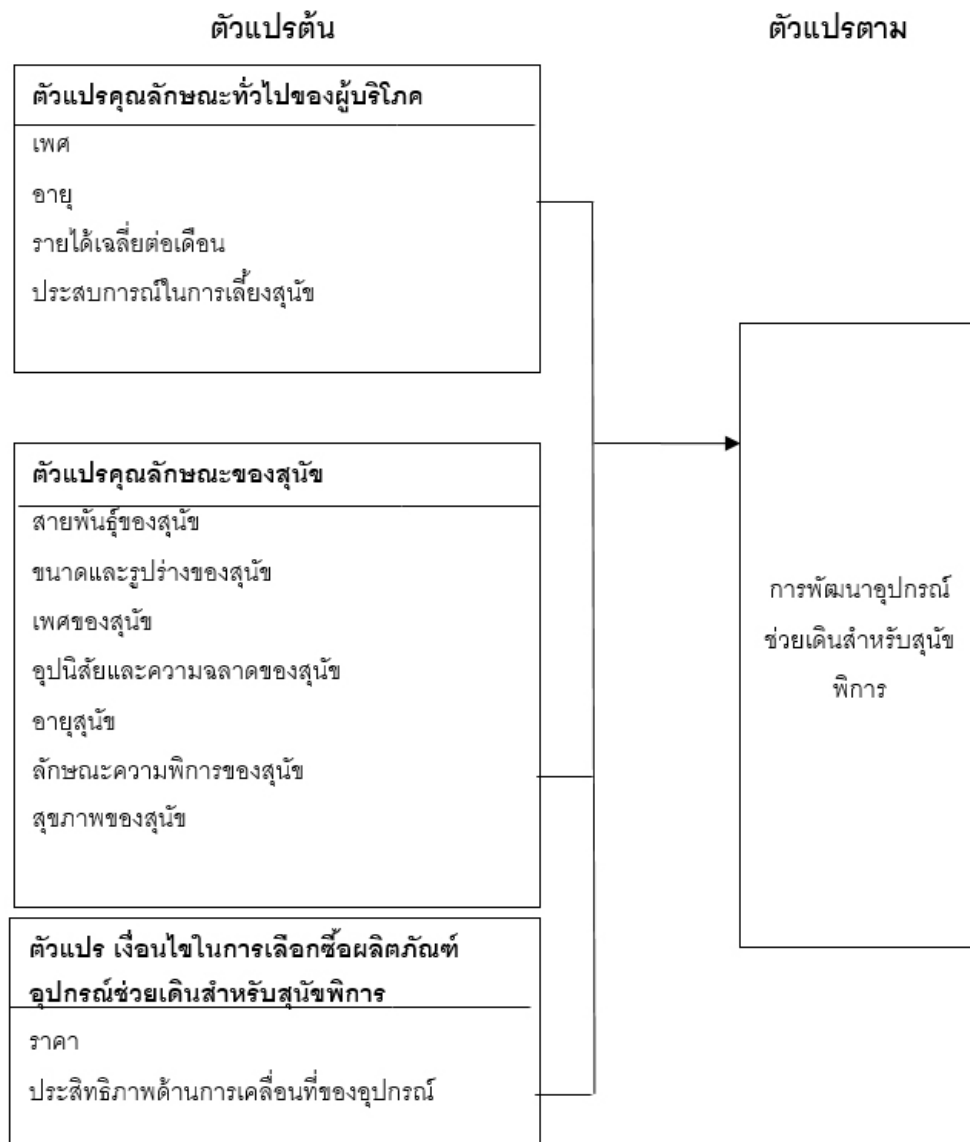 ตัวแปรต้น
ตัวแปรตาม
ตัวแปรคุณลักษณะทั่วไปของผู้บริโภค
เพศ
อายุ
รายได้เฉลี่ยต่อเดือน
ประสบการณ์ในการเลี้ยงสุนัข
ตัวแปรคุณลักษณะของสุนัข
สายพันธุ์ของสุนัข
ขนาดและรูปร่างของสุนัข
เพศของสุนัข
อุปนิสัยและความฉลาดของสุนัข
อายุสุนัข
ลักษณะความพิการของสุนัข
สุขภาพของสุนัข
ตัวแปร เงื่อนไขในการเลือกซื้อผลิตภัณฑ์
อุปกรณ์ช่วยเดินสำหรับสุนัขพิการ
ราคา
ประสิทธิภาพด้านการเคลื่อนที่ของอุปกรณ์
การพัฒนาอุปกรณ์
ช่วยเดินสำหรับสุนัข
พิการ